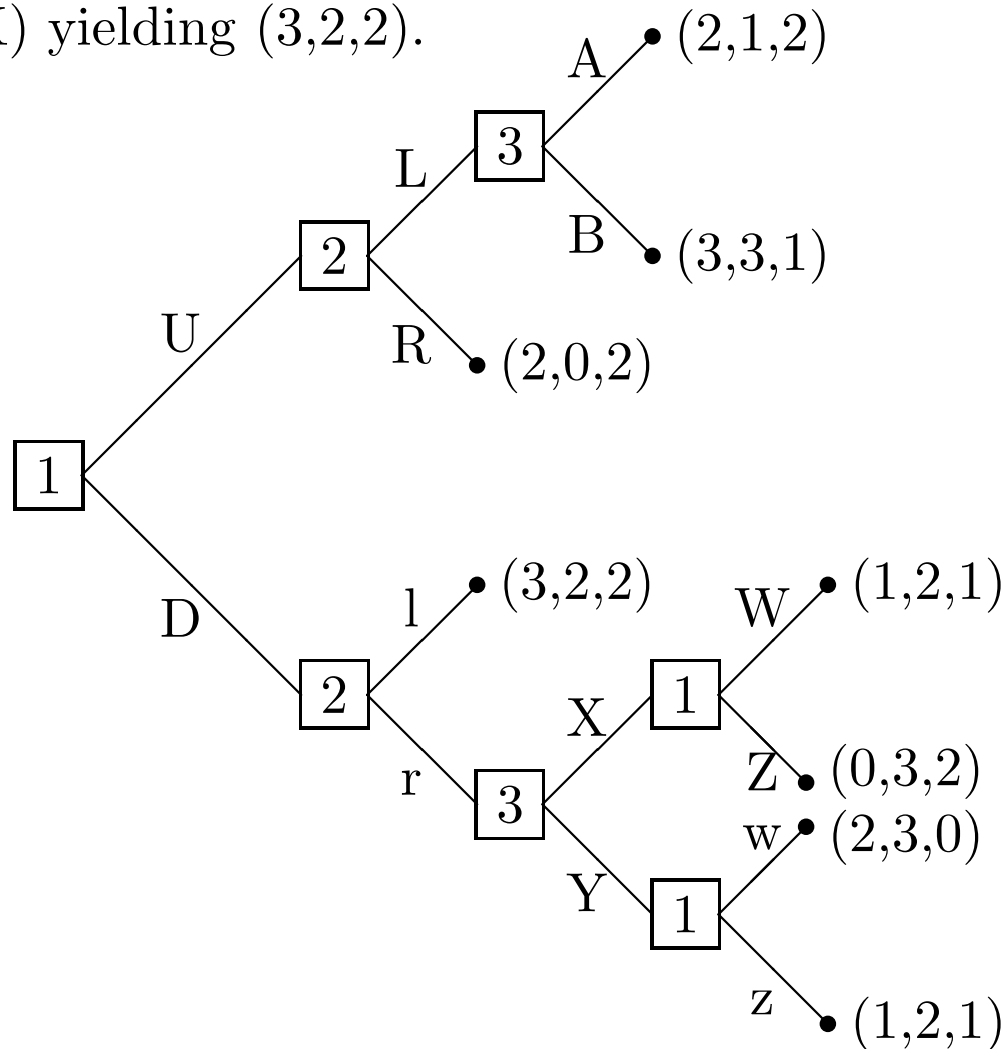 ) yielding (3,2,2).
A
(2,1,2)
3
L
B
(3,3,1)
2
U
R
(2,0,2)
1
D
l
(3,2,2)
W
(1,2,1)
2
X
1
r
Z
(0,3,2)
3
w
(2,3,0)
Y
1
z
(1,2,1)